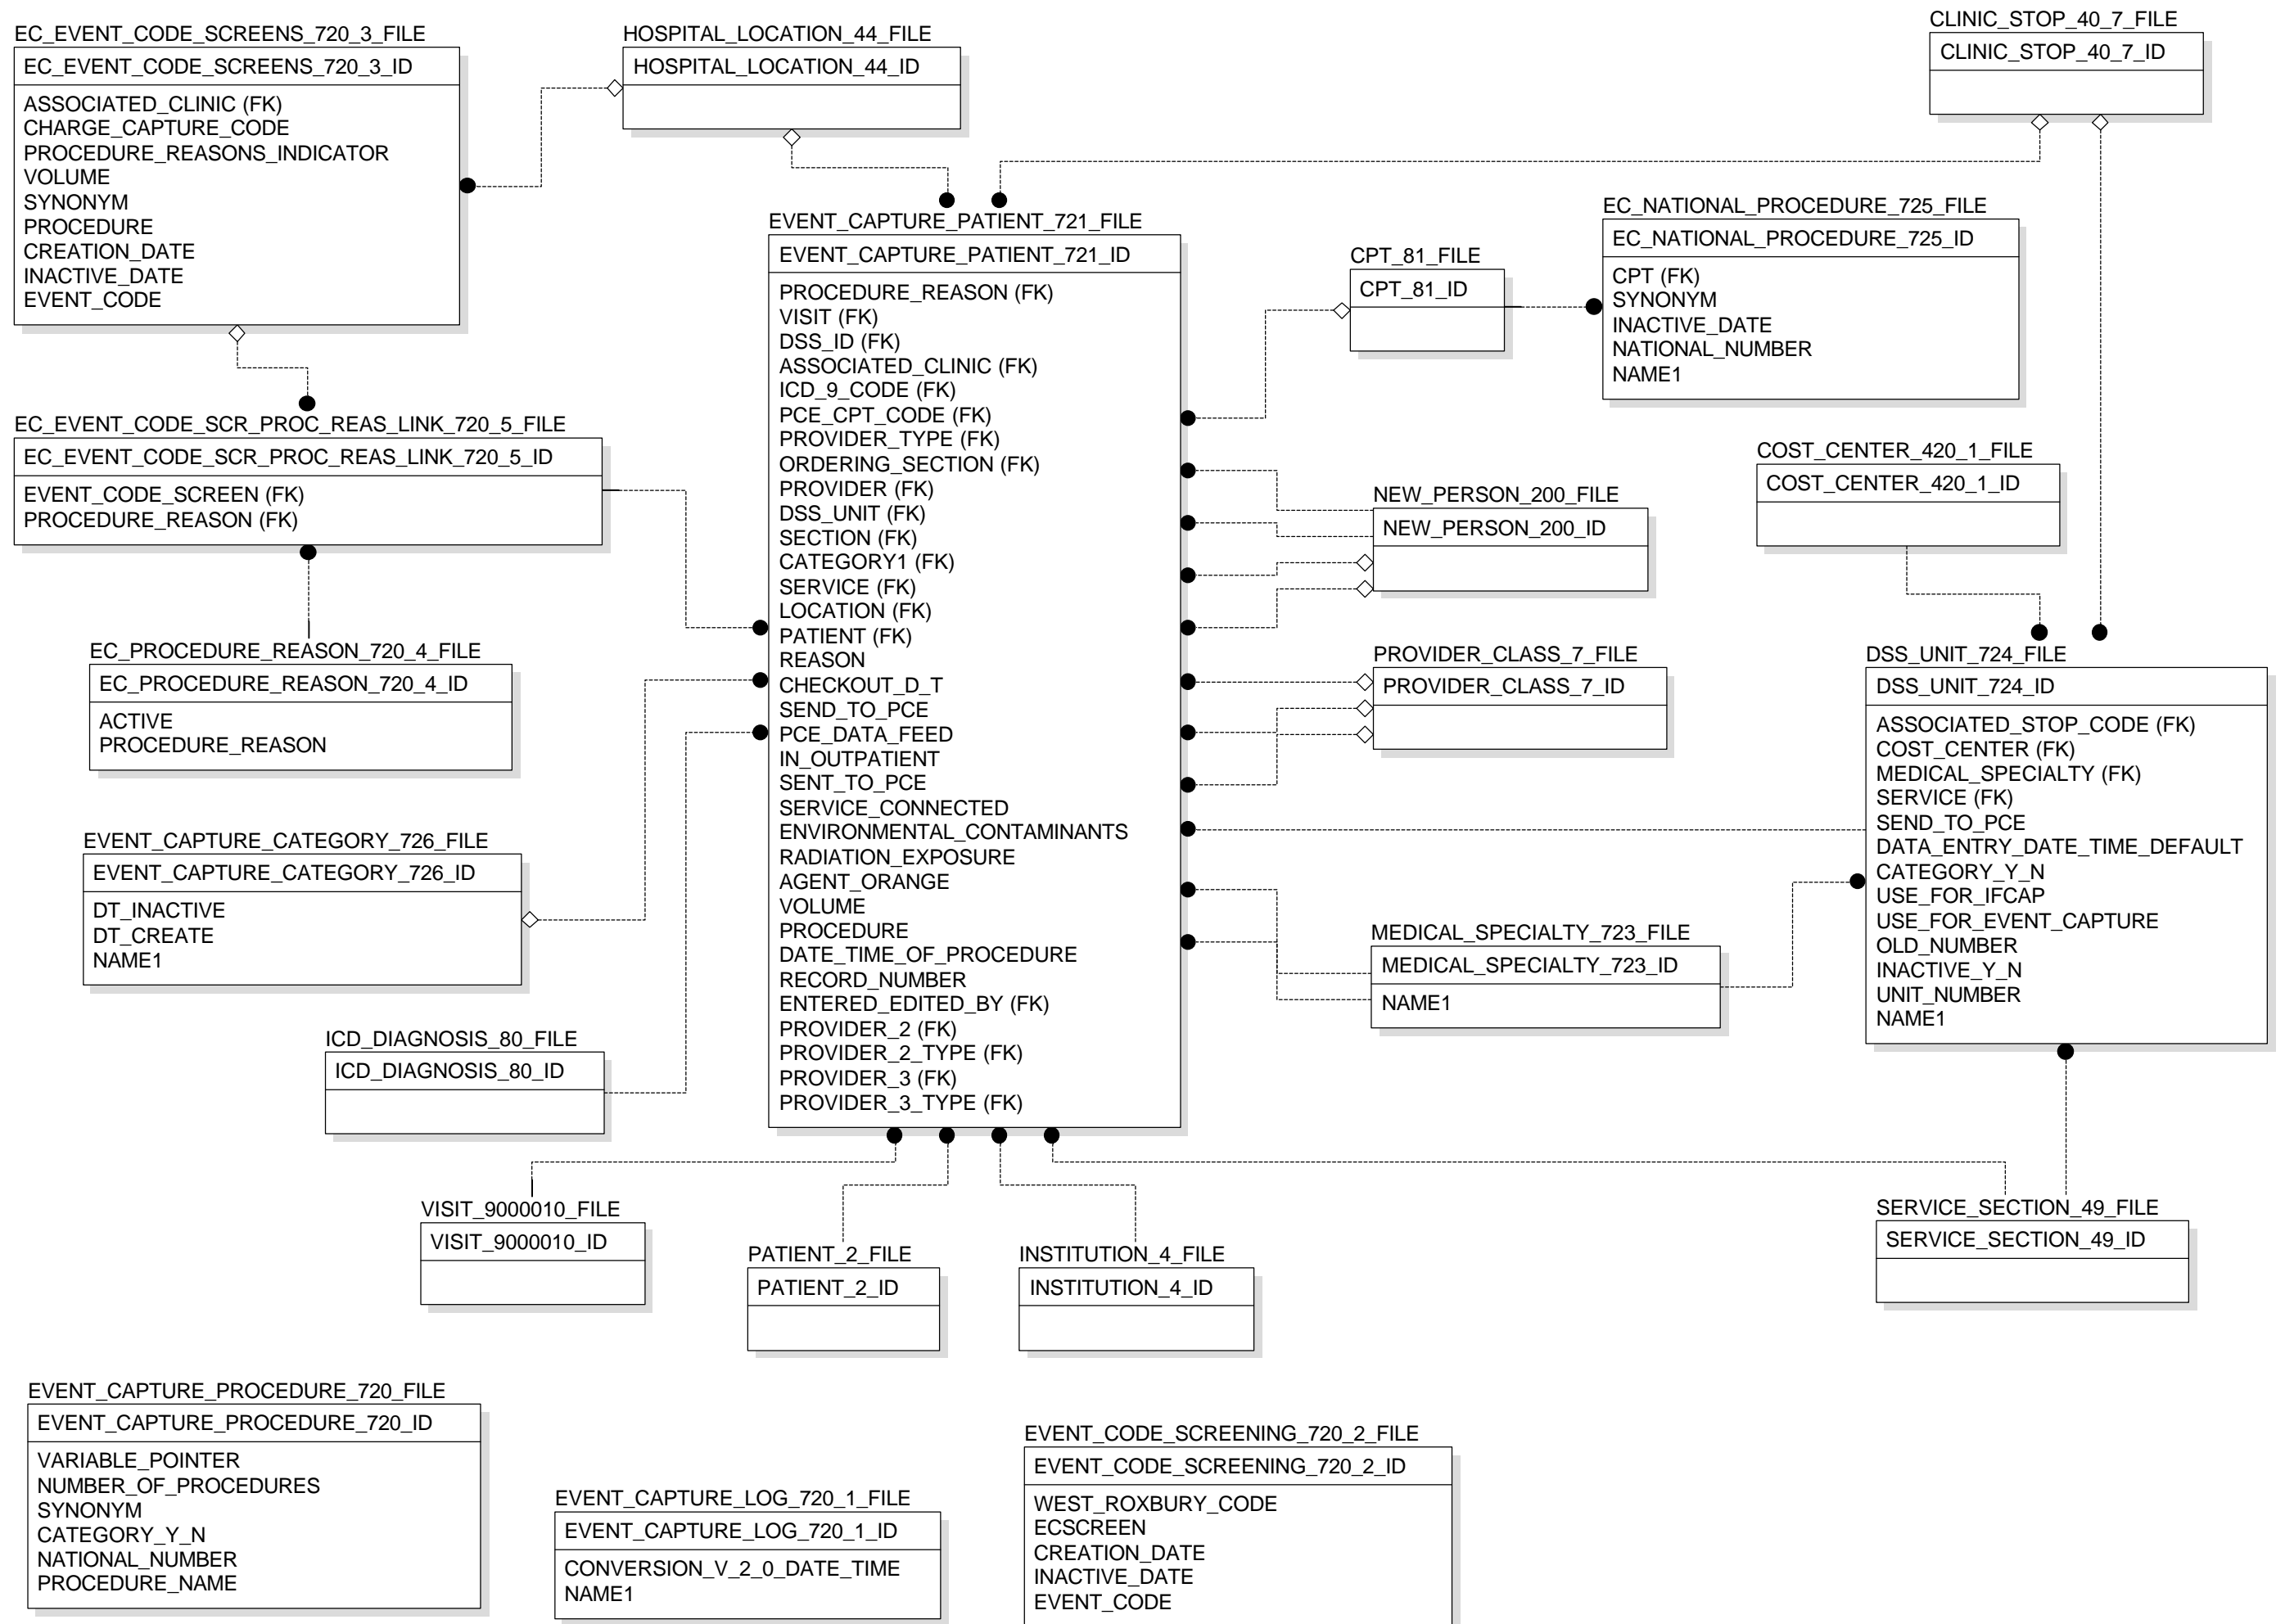 EC_EVENT_CODE_SCREENS_720_3_FILE
EC_EVENT_CODE_SCREENS_720_3_ID
ASSOCIATED_CLINIC (FK)
CHARGE_CAPTURE_CODE
PROCEDURE_REASONS_INDICATOR
VOLUME
SYNONYM
PROCEDURE
CREATION_DATE
INACTIVE_DATE
EVENT_CODE
HOSPITAL_LOCATION_44_FILE
HOSPITAL_LOCATION_44_ID
CLINIC_STOP_40_7_FILE
CLINIC_STOP_40_7_ID
EVENT_CAPTURE_PATIENT_721_FILE
EVENT_CAPTURE_PATIENT_721_ID
PROCEDURE_REASON (FK)
VISIT (FK)
DSS_ID (FK)
ASSOCIATED_CLINIC (FK)
ICD_9_CODE (FK)
PCE_CPT_CODE (FK)
PROVIDER_TYPE (FK)
ORDERING_SECTION (FK)
PROVIDER (FK)
DSS_UNIT (FK)
SECTION (FK)
CATEGORY1 (FK)
SERVICE (FK)
LOCATION (FK)
PATIENT (FK)
REASON
CHECKOUT_D_T
SEND_TO_PCE
PCE_DATA_FEED
IN_OUTPATIENT
SENT_TO_PCE
SERVICE_CONNECTED
ENVIRONMENTAL_CONTAMINANTS
RADIATION_EXPOSURE
AGENT_ORANGE
VOLUME
PROCEDURE
DATE_TIME_OF_PROCEDURE
RECORD_NUMBER
ENTERED_EDITED_BY (FK)
PROVIDER_2 (FK)
PROVIDER_2_TYPE (FK)
PROVIDER_3 (FK)
PROVIDER_3_TYPE (FK)
CPT_81_FILE
CPT_81_ID
EC_NATIONAL_PROCEDURE_725_FILE
EC_NATIONAL_PROCEDURE_725_ID
CPT (FK)
SYNONYM
INACTIVE_DATE
NATIONAL_NUMBER
NAME1
EC_EVENT_CODE_SCR_PROC_REAS_LINK_720_5_FILE
EC_EVENT_CODE_SCR_PROC_REAS_LINK_720_5_ID
EVENT_CODE_SCREEN (FK)
PROCEDURE_REASON (FK)
COST_CENTER_420_1_FILE
COST_CENTER_420_1_ID
NEW_PERSON_200_FILE
NEW_PERSON_200_ID
EC_PROCEDURE_REASON_720_4_FILE
EC_PROCEDURE_REASON_720_4_ID
ACTIVE
PROCEDURE_REASON
PROVIDER_CLASS_7_FILE
PROVIDER_CLASS_7_ID
DSS_UNIT_724_FILE
DSS_UNIT_724_ID
ASSOCIATED_STOP_CODE (FK)
COST_CENTER (FK)
MEDICAL_SPECIALTY (FK)
SERVICE (FK)
SEND_TO_PCE
DATA_ENTRY_DATE_TIME_DEFAULT
CATEGORY_Y_N
USE_FOR_IFCAP
USE_FOR_EVENT_CAPTURE
OLD_NUMBER
INACTIVE_Y_N
UNIT_NUMBER
NAME1
EVENT_CAPTURE_CATEGORY_726_FILE
EVENT_CAPTURE_CATEGORY_726_ID
DT_INACTIVE
DT_CREATE
NAME1
MEDICAL_SPECIALTY_723_FILE
MEDICAL_SPECIALTY_723_ID
NAME1
ICD_DIAGNOSIS_80_FILE
ICD_DIAGNOSIS_80_ID
VISIT_9000010_FILE
VISIT_9000010_ID
PATIENT_2_FILE
PATIENT_2_ID
INSTITUTION_4_FILE
INSTITUTION_4_ID
SERVICE_SECTION_49_FILE
SERVICE_SECTION_49_ID
EVENT_CAPTURE_PROCEDURE_720_FILE
EVENT_CAPTURE_PROCEDURE_720_ID
VARIABLE_POINTER
NUMBER_OF_PROCEDURES
SYNONYM
CATEGORY_Y_N
NATIONAL_NUMBER
PROCEDURE_NAME
EVENT_CAPTURE_LOG_720_1_FILE
EVENT_CAPTURE_LOG_720_1_ID
CONVERSION_V_2_0_DATE_TIME
NAME1
EVENT_CODE_SCREENING_720_2_FILE
EVENT_CODE_SCREENING_720_2_ID
WEST_ROXBURY_CODE
ECSCREEN
CREATION_DATE
INACTIVE_DATE
EVENT_CODE